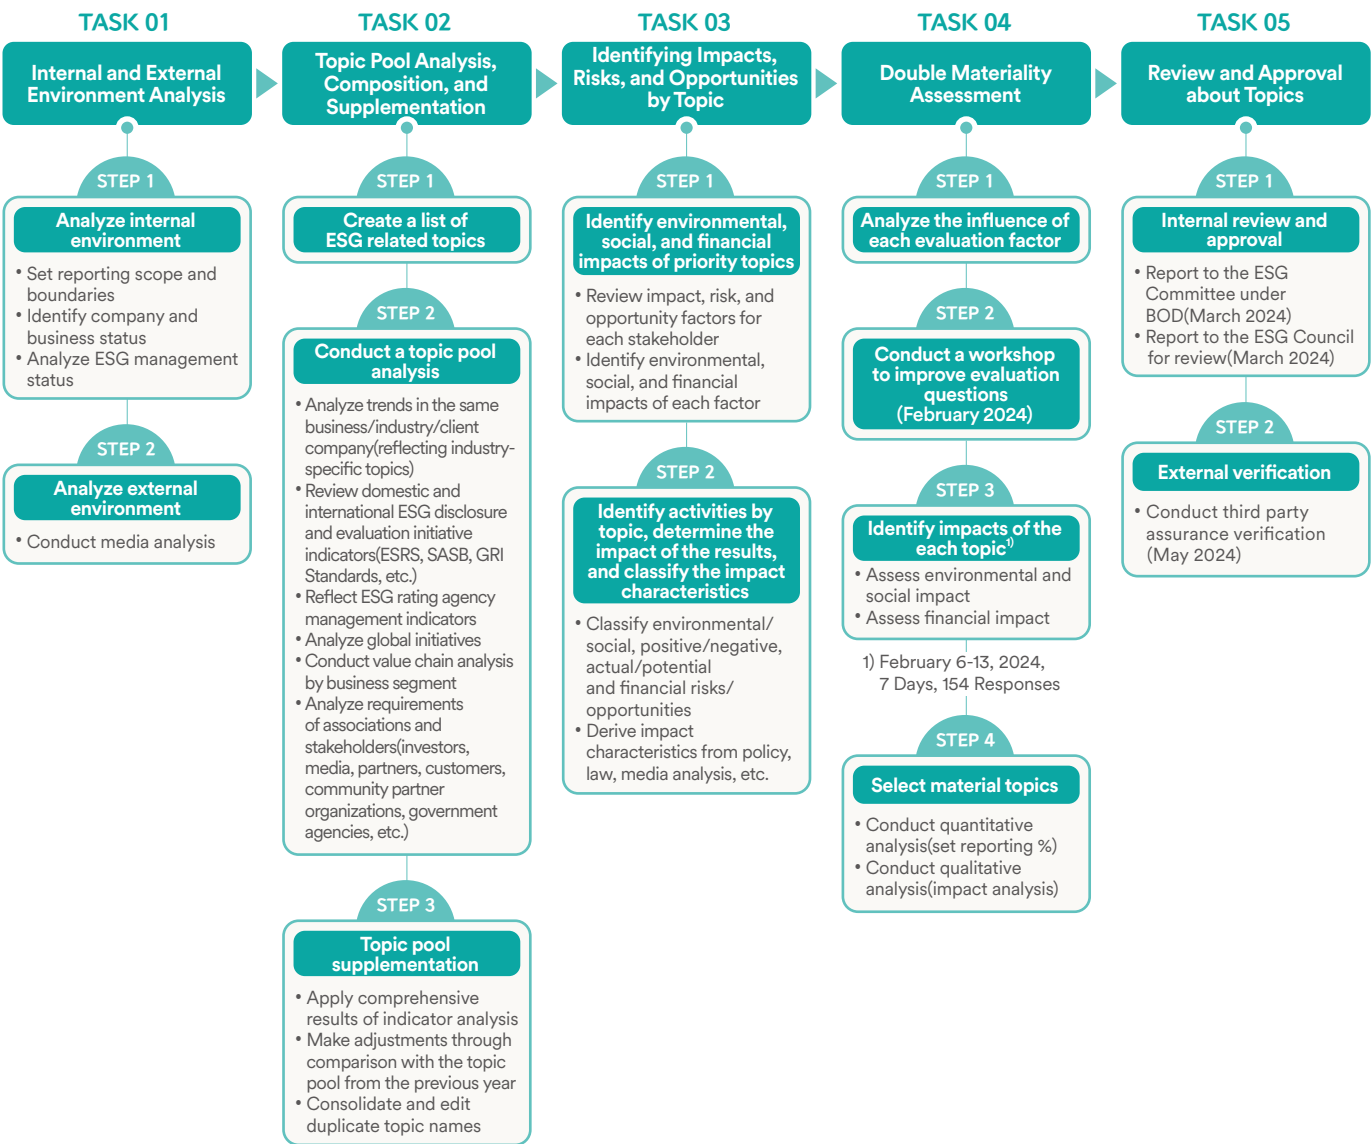 TASK 01
Internal and External
Environment Analysis
STEP 1
Analyze internal
environment
• Set reporting scope and
boundaries
• Identify company and
business status
• Analyze ESG management
status
STEP 2
Analyze external
environment
• Conduct media analysis
TASK 02
Topic Pool Analysis,
Composition, and
Supplementation
STEP 1
Create a list of
ESG related topics
STEP 2
Conduct a topic pool
analysis
• Analyze trends in the same
business/industry/client
company(reflecting industry-
specific topics)
• Review domestic and
international ESG disclosure
and evaluation initiative
indicators(ESRS, SASB, GRI
Standards, etc.)
• Reflect ESG rating agency
management indicators
• Analyze global initiatives
• Conduct value chain analysis
by business segment
• Analyze requirements
of associations and
stakeholders(investors,
media, partners, customers,
community partner
organizations, government
agencies, etc.)
STEP 3
Topic pool
supplementation
• Apply comprehensive
results of indicator analysis
• Make adjustments through
comparison with the topic
pool from the previous year
• Consolidate and edit
duplicate topic names
TASK 03
Identifying Impacts,
Risks, and Opportunities
by Topic
STEP 1
Identify environmental,
social, and financial
impacts of priority topics
• Review impact, risk, and
opportunity factors for
each stakeholder
• Identify environmental,
social, and financial
impacts of each factor
STEP 2
Identify activities by
topic, determine the
impact of the results,
and classify the impact
characteristics
• Classify environmental/
social, positive/negative,
actual/potential
and financial risks/
opportunities
• Derive impact
characteristics from policy,
law, media analysis, etc.
TASK 04
Double Materiality
Assessment
STEP 1
Analyze the influence of
each evaluation factor
STEP 2
Conduct a workshop
to improve evaluation
questions
(February 2024)
STEP 3
Identify impacts of the
each topic1)
• Assess environmental and
social impact
• Assess financial impact
1) February 6-13, 2024,
7 Days, 154 Responses
STEP 4
Select material topics
• Conduct quantitative
analysis(set reporting %)
• Conduct qualitative
analysis(impact analysis)
TASK 05
Review and Approval
about Topics
STEP 1
Internal review and
approval
• Report to the ESG
Committee under
BOD(March 2024)
• Report to the ESG Council
for review(March 2024)
STEP 2
External verification
• Conduct third party
assurance verification
(May 2024)